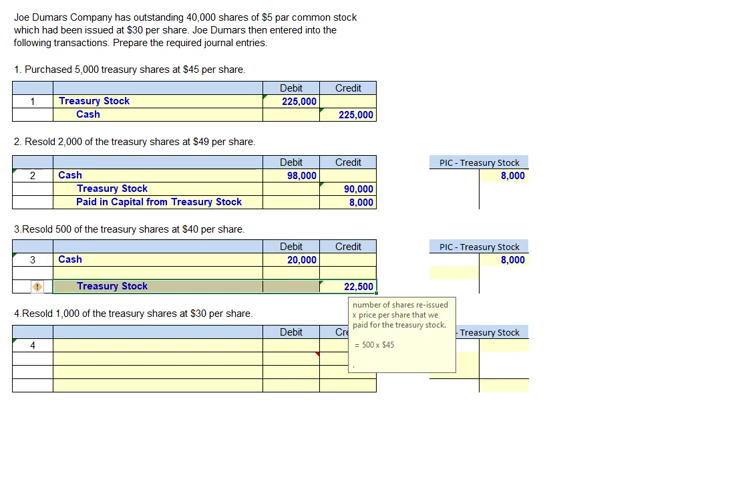 Joe Dumars Company has outstanding 40,000 shares of $5 par common stock
which had been issued at $30 per share. Joe Dumars then entered into the
following transactions. Prepare the required journal entries.
1. Purchased 5,000 treasury shares at $45 per share.
Debit Credit
1 Treasury Stock 225,000
Cash 225,000
2. Resold 2,000 of the treasury shares at $49 per share.
Debit Credit PIC - Treasury Stock
2 Cash 98,000 8,000
Treasury Stock 90,000
Paid in Capital from Treasury Stock 8,000
3.Resold 500 of the treasury shares at $40 per share.
Debit Credit PIC - Treasury Stock
3 Cash 20,000 8,000
Treasury Stock 22,500
number of shares re-issued
x price per share that we
paid for the treasury stock.
= 500 x $45
.
4.Resold 1,000 of the treasury shares at $30 per share.
Debit Cre - Treasury Stock
4